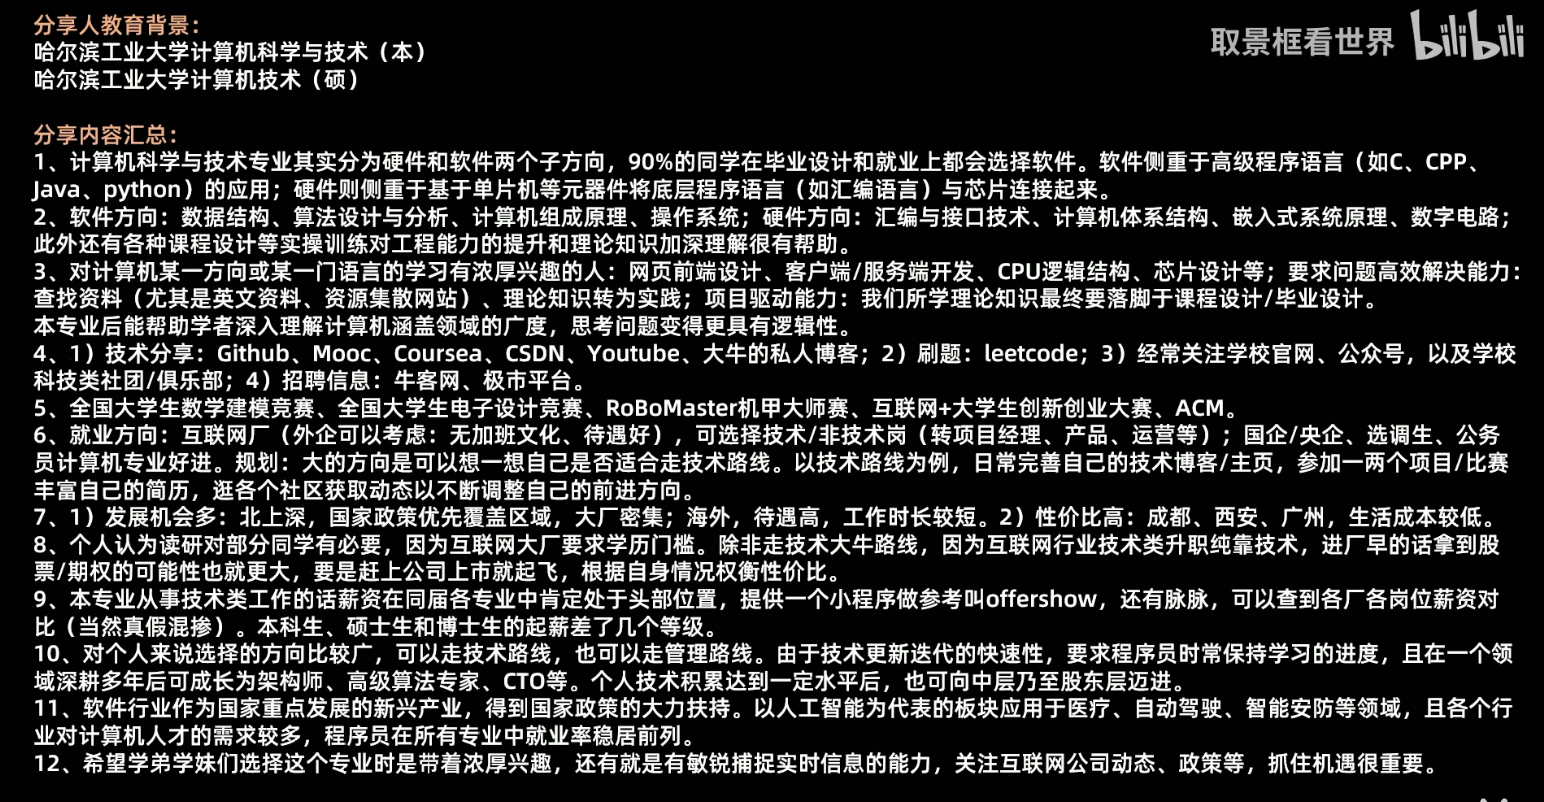 分享人教育背景：
取景框看世界 bilibili
哈尔滨工业大学计算机科学与技术（本）
哈尔滨工业大学计算机技术（硕）
分享内容汇总：
1、计算机科学与技术专业其实分为硬件和软件两个子方向，90%的同学在毕业设计和就业上都会选择软件。软件侧重于高级程序语言（如C、CPP、
Java、python）的应用；硬件则侧重于基于单片机等元器件将底层程序语言（如汇编语言）与芯片连接起来。
2、软件方向：数据结构、算法设计与分析、计算机组成原理、操作系统；硬件方向：汇编与接口技术、计算机体系结构、嵌入式系统原理、数字电路；
此外还有各种课程设计等实操训练对工程能力的提升和理论知识加深理解很有帮助。
3、对计算机某一方向或某一门语言的学习有浓厚兴趣的人：网页前端设计、客户端/服务端开发、CPU逻辑结构、芯片设计等；要求问题高效解决能力：
查找资料（尤其是英文资料、资源集散网站）、理论知识转为实践；项目驱动能力：我们所学理论知识最终要落脚于课程设计/毕业设计。
本专业后能帮助学者深入理解计算机涵盖领域的广度，思考问题变得更具有逻辑性。
4、1）技术分享：Github、Mooc、Coursea、CSDN、Youtube、大牛的私人博客；2）刷题：leetcode；3）经常关注学校官网、公众号，以及学校
科技类社团/俱乐部；4）招聘信息：牛客网、极市平台。
5、全国大学生数学建模竞赛、全国大学生电子设计竞赛、RoBoMaster机甲大师赛、互联网+大学生创新创业大赛、ACM。
6、就业方向：互联网厂（外企可以考虑：无加班文化、待遇好），可选择技术/非技术岗（转项目经理、产品、运营等）；国企/央企、选调生、公务
员计算机专业好进。规划：大的方向是可以想一想自己是否适合走技术路线。以技术路线为例，日常完善自己的技术博客/主页，参加一两个项目/比赛
丰富自己的简历，逛各个社区获取动态以不断调整自己的前进方向。
7、1）发展机会多：北上深，国家政策优先覆盖区域，大厂密集；海外，待遇高，工作时长较短。2）性价比高：成都、西安、广州，生活成本较低。
8、个人认为读研对部分同学有必要，因为互联网大厂要求学历门槛。除非走技术大牛路线，因为互联网行业技术类升职纯靠技术，进厂早的话拿到股
票/期权的可能性也就更大，要是赶上公司上市就起飞，根据自身情况权衡性价比。
9、本专业从事技术类工作的话薪资在同届各专业中肯定处于头部位置，提供一个小程序做参考叫offershow，还有脉脉，可以查到各厂各岗位薪资对
比（当然真假混掺）。本科生、硕士生和博士生的起薪差了几个等级。
10、对个人来说选择的方向比较广，可以走技术路线，也可以走管理路线。由于技术更新迭代的快速性，要求程序员时常保持学习的进度，且在一个领
域深耕多年后可成长为架构师、高级算法专家、CTO等。个人技术积累达到一定水平后，也可向中层乃至股东层迈进。
11、软件行业作为国家重点发展的新兴产业，得到国家政策的大力扶持。以人工智能为代表的板块应用于医疗、自动驾驶、智能安防等领域，且各个行
业对计算机人才的需求较多，程序员在所有专业中就业率稳居前列。
12、希望学弟学妹们选择这个专业时是带着浓厚兴趣，还有就是有敏锐捕捉实时信息的能力，关注互联网公司动态、政策等，抓住机遇很重要。